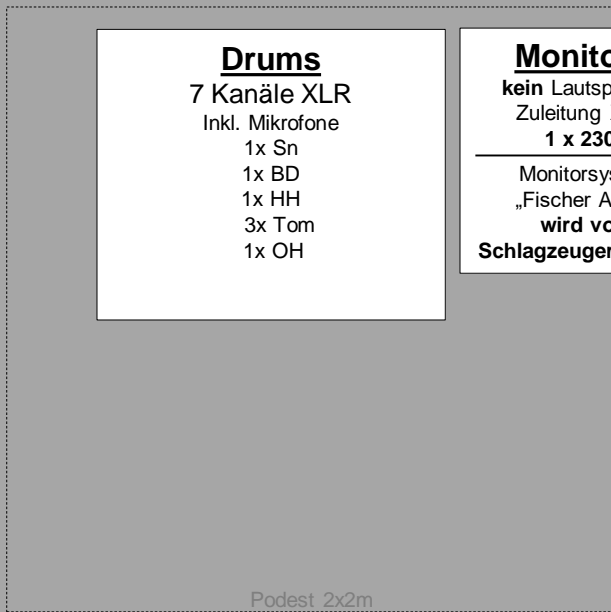 Drums
7 Kanäle XLR
Inkl. Mikrofone
1x Sn
1x BD
1x HH
3x Tom
1x OH
Monito
kein Lautsp
Zuleitung
1 x 230
Monitorsys
„Fischer A
wird vo
Schlagzeuger
Podest 2x2m